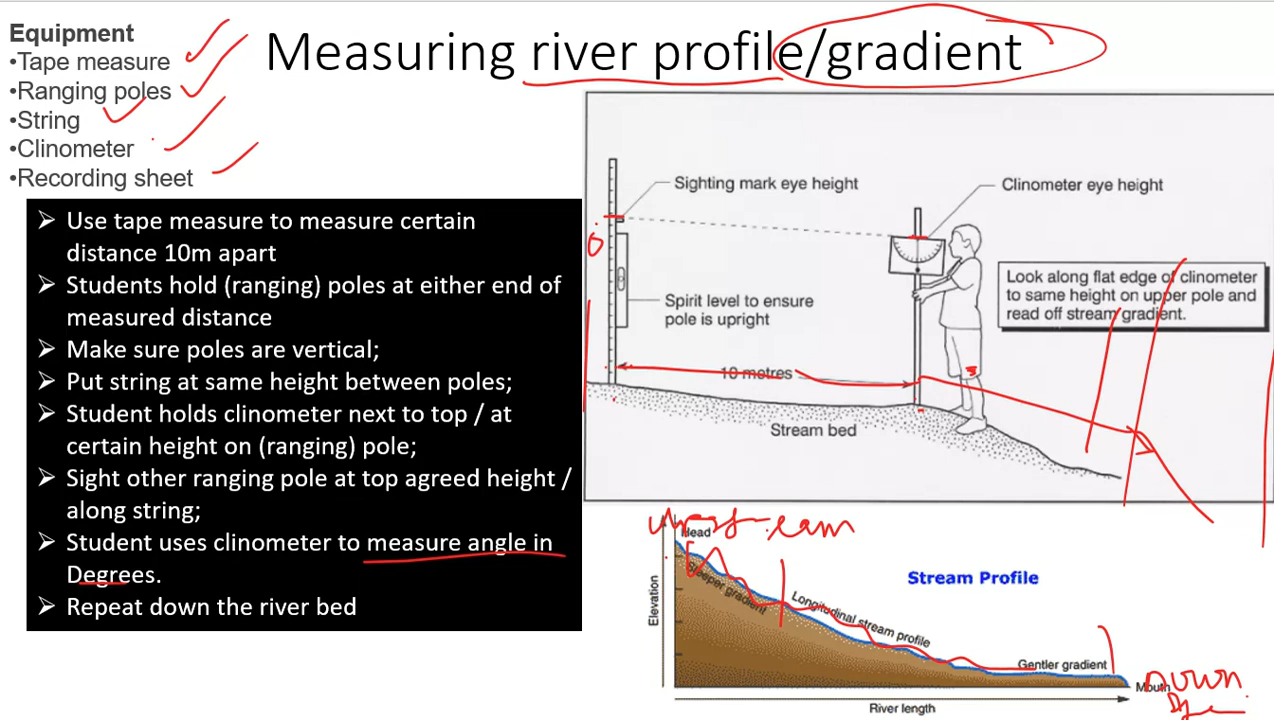 Measuring river profile/gradient
Equipment
•Tape measure
•Ranging poles
•String
•Clinometer
•Recording sheet
➢ Use tape measure to measure certain
distance 10m apart
➢ Students hold (ranging) poles at either end of
measured distance
➢ Make sure poles are vertical;
➢ Put string at same height between poles;
➢ Student holds clinometer next to top / at
certain height on (ranging) pole;
➢ Sight other ranging pole at top agreed height /
along string;
➢ Student uses clinometer to measure angle in
Degrees.
➢ Repeat down the river bed
Sighting mark eye height
Clinometer eye height
Spirit level to ensure
pole is upright
Look along flat edge of clinometer
to same height on upper pole and
read off stream gradient.
10 metres
Stream bed
upstream
Head
Stream Profile
Steeper gradient
Longitudinal stream profile
Gentler gradient
Elevation
Mouth
River length